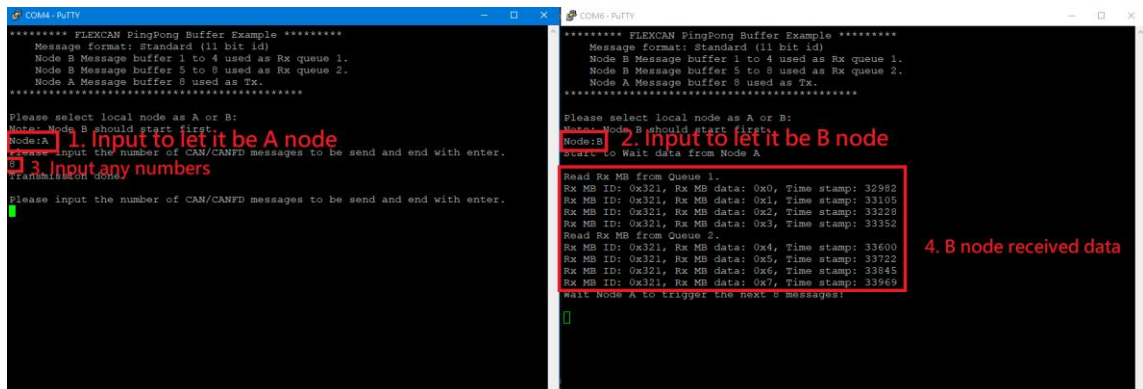 COM4 - PuTTY
********* FLEXCAN PingPong Buffer Example *********
Message format: Standard (11 bit id)
Node B Message buffer 1 to 4 used as Rx queue 1.
Node B Message buffer 5 to 8 used as Rx queue 2.
Node A Message buffer 8 used as Tx.
*********************************************
Please select local node as A or B:
Note: Node B should start first.
Node:A
1. Input to let it be A node
Please input the number of CAN/CANFD messages to be send and end with enter.
8
3. Input any numbers
Transmission done.
Please input the number of CAN/CANFD messages to be send and end with enter.
COM6 - PuTTY
********* FLEXCAN PingPong Buffer Example *********
Message format: Standard (11 bit id)
Node B Message buffer 1 to 4 used as Rx queue 1.
Node B Message buffer 5 to 8 used as Rx queue 2.
Node A Message buffer 8 used as Tx.
*********************************************
Please select local node as A or B:
Note: Node B should start first.
Node:B
2. Input to let it be B node
Start to Wait data from Node A
Read Rx MB from Queue 1.
Rx MB ID: 0x321, Rx MB data: 0x0, Time stamp: 32982
Rx MB ID: 0x321, Rx MB data: 0x1, Time stamp: 33105
Rx MB ID: 0x321, Rx MB data: 0x2, Time stamp: 33228
Rx MB ID: 0x321, Rx MB data: 0x3, Time stamp: 33352
Read Rx MB from Queue 2.
Rx MB ID: 0x321, Rx MB data: 0x4, Time stamp: 33600
Rx MB ID: 0x321, Rx MB data: 0x5, Time stamp: 33722
Rx MB ID: 0x321, Rx MB data: 0x6, Time stamp: 33845
Rx MB ID: 0x321, Rx MB data: 0x7, Time stamp: 33969
4. B node received data
Wait Node A to trigger the next 8 messages!